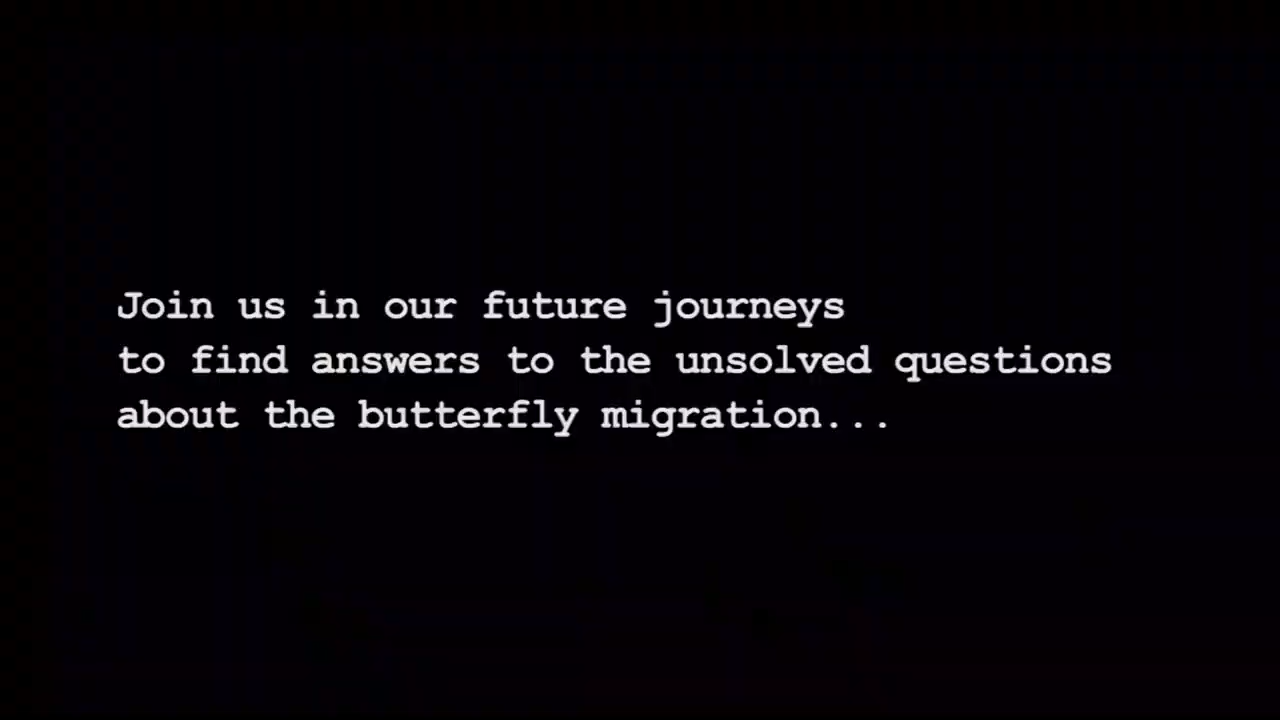 Join us in our future journeys
to find answers to the unsolved questions
about the butterfly migration...